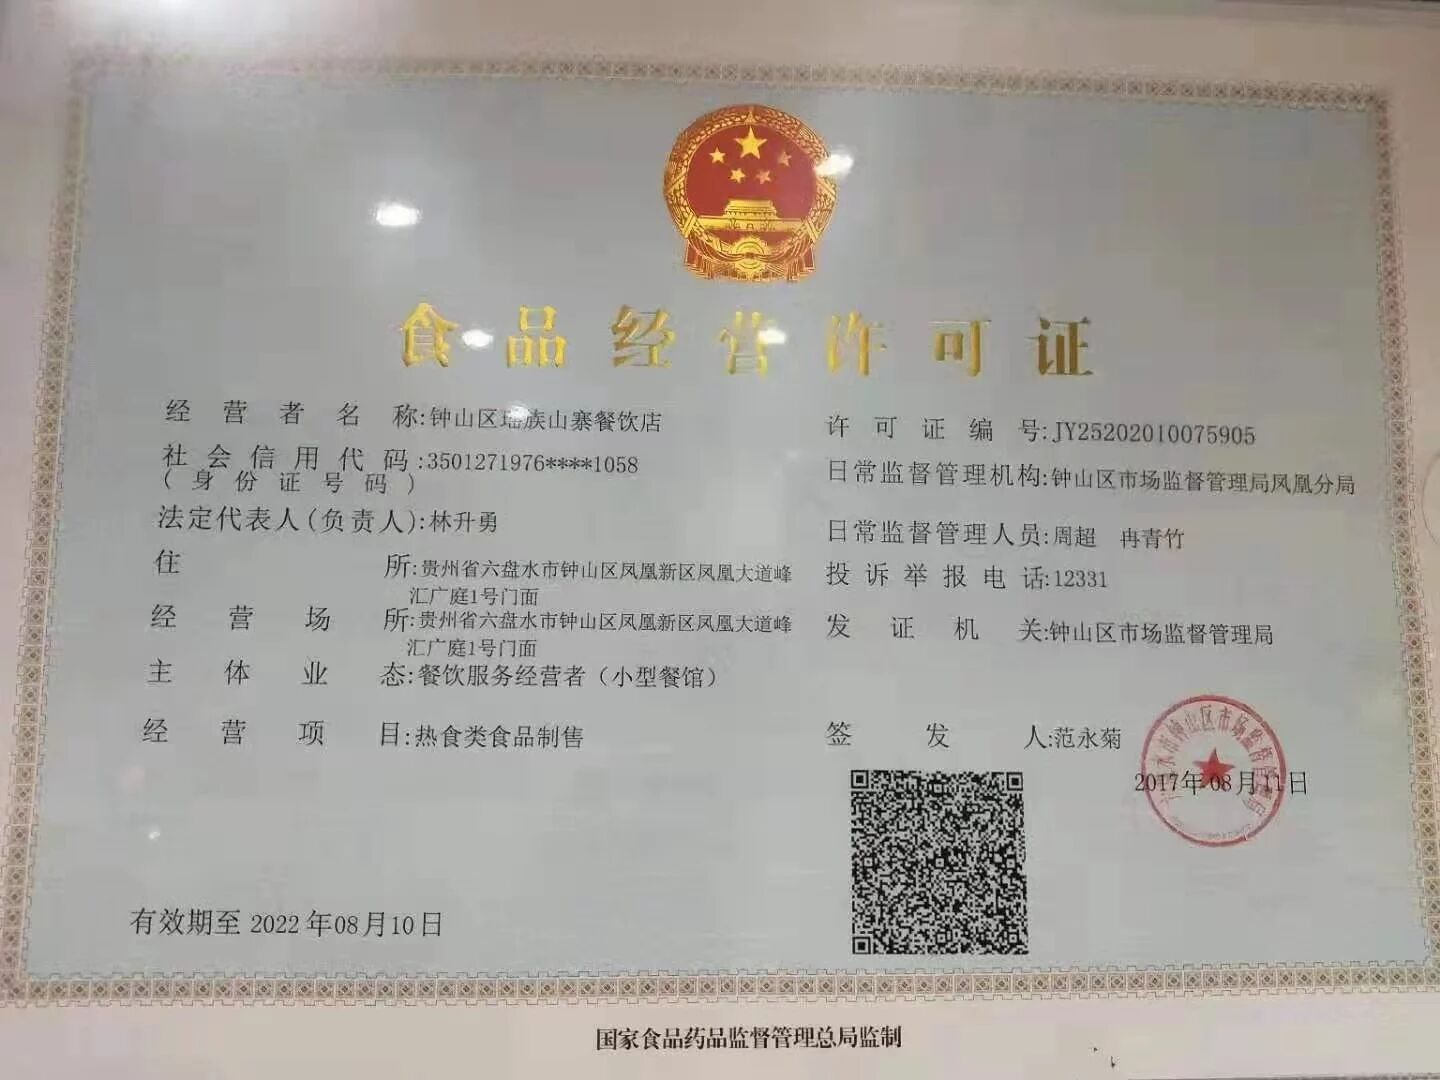 食品经营许可证
经营者名称:钟山区瑶族山寨餐饮店
社会信用代码:3501271976****1058
(身份证号码)
法定代表人(负责人):林升勇
住所:贵州省六盘水市钟山区凤凰新区凤凰大道峰
汇广庭1号门面
经营场所:贵州省六盘水市钟山区凤凰新区凤凰大道峰
汇广庭1号门面
主体业态:餐饮服务经营者（小型餐馆）
经营项目:热食类食品制售
许可证编号:JY25202010075905
日常监督管理机构:钟山区市场监督管理局凤凰分局
日常监督管理人员:周超 冉青竹
投诉举报电话:12331
发证机关:钟山区市场监督管理局
签发人:范永菊
2017年08月11日
有效期至 2022年08月10日
国家食品药品监督管理总局监制